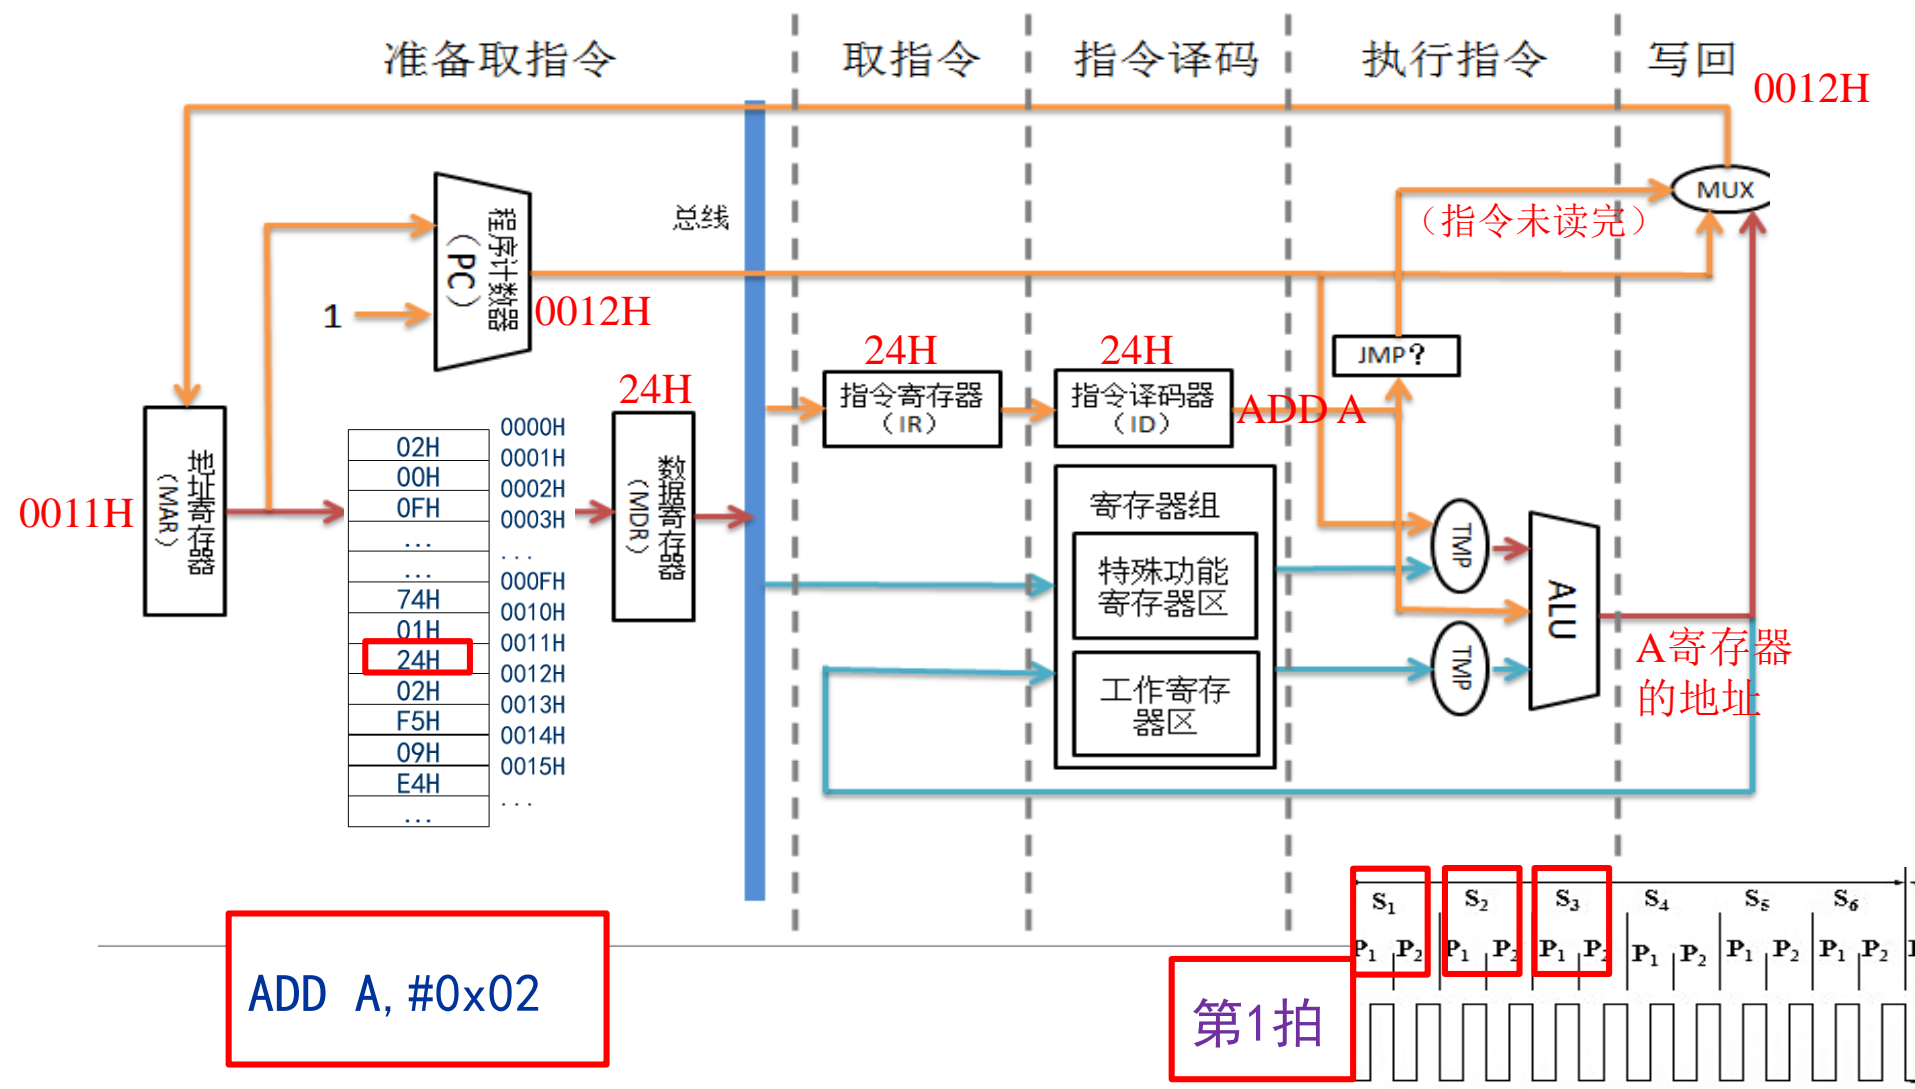 准备取指令
取指令
指令译码
执行指令
写回
0012H
MUX
(指令未读完)
总线
程序计数器
(PC)
1
0012H
JMP?
24H
指令寄存器
(IR)
24H
指令译码器
(ID)
ADD A
24H
数据寄存器
(MDR)
地址寄存器
(MAR)
0011H
02H
00H
0FH
...
...
74H
01H
24H
02H
F5H
09H
E4H
...
0000H
0001H
0002H
0003H
...
000FH
0010H
0011H
0012H
0013H
0014H
0015H
...
寄存器组
特殊功能
寄存器区
工作寄存
器区
TMP
TMP
ALU
A寄存器
的地址
ADD A,#0x02
第1拍
S1 S2 S3 S4 S5 S6
P1 P2 P1 P2 P1 P2 P1 P2 P1 P2 P1 P2